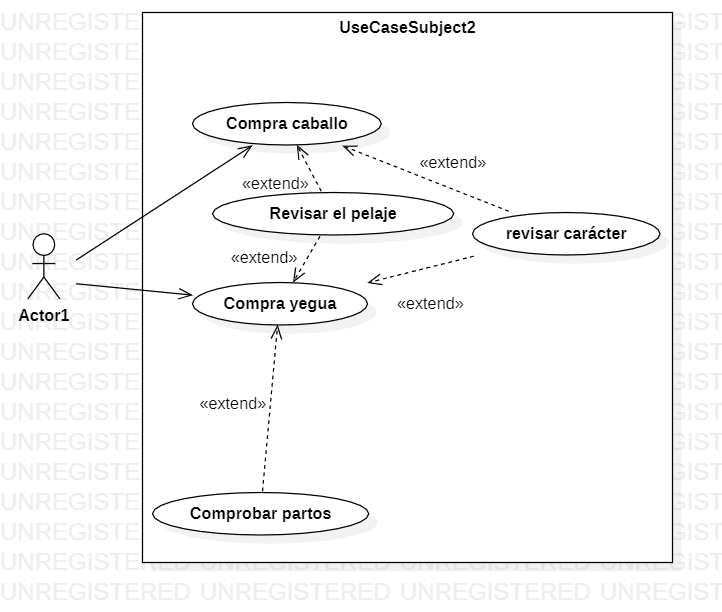 UseCaseSubject2
Compra caballo
«extend»
«extend»
Revisar el pelaje
revisar carácter
«extend»
Compra yegua
«extend»
Actor1
«extend»
Comprobar partos
UNREGISTERED UNREGISTERED UNREGISTERED UNREGISTERED